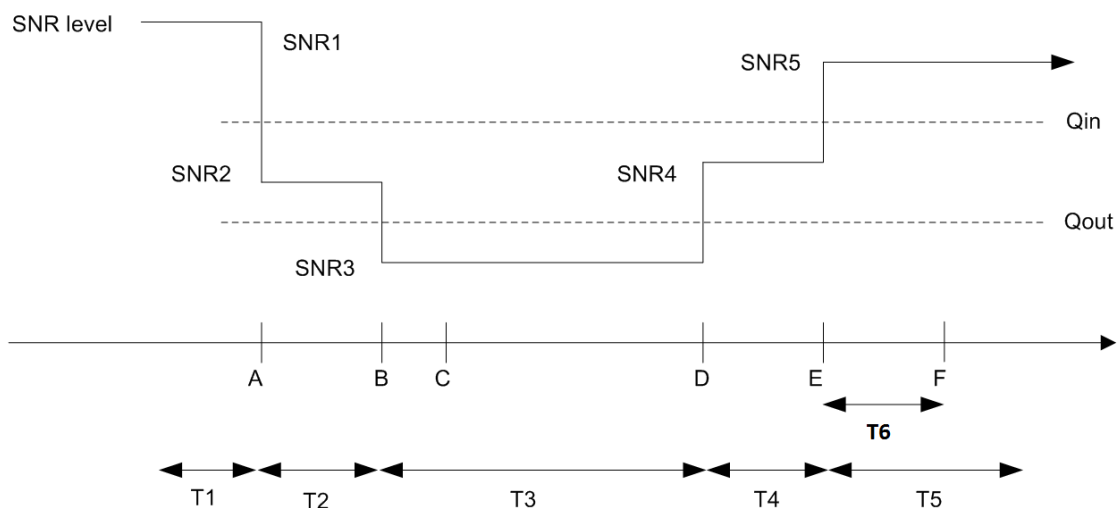 SNR level
SNR1
SNR5
Qin
SNR2
SNR4
Qout
SNR3
A B C D E F
T6
T1 T2 T3 T4 T5